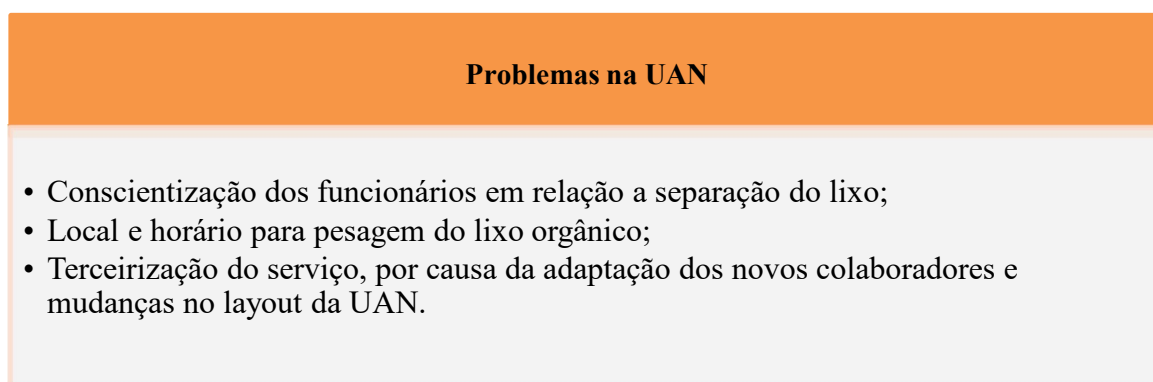 Problemas na UAN
• Conscientização dos funcionários em relação a separação do lixo;
• Local e horário para pesagem do lixo orgânico;
• Terceirização do serviço, por causa da adaptação dos novos colaboradores e
mudanças no layout da UAN.